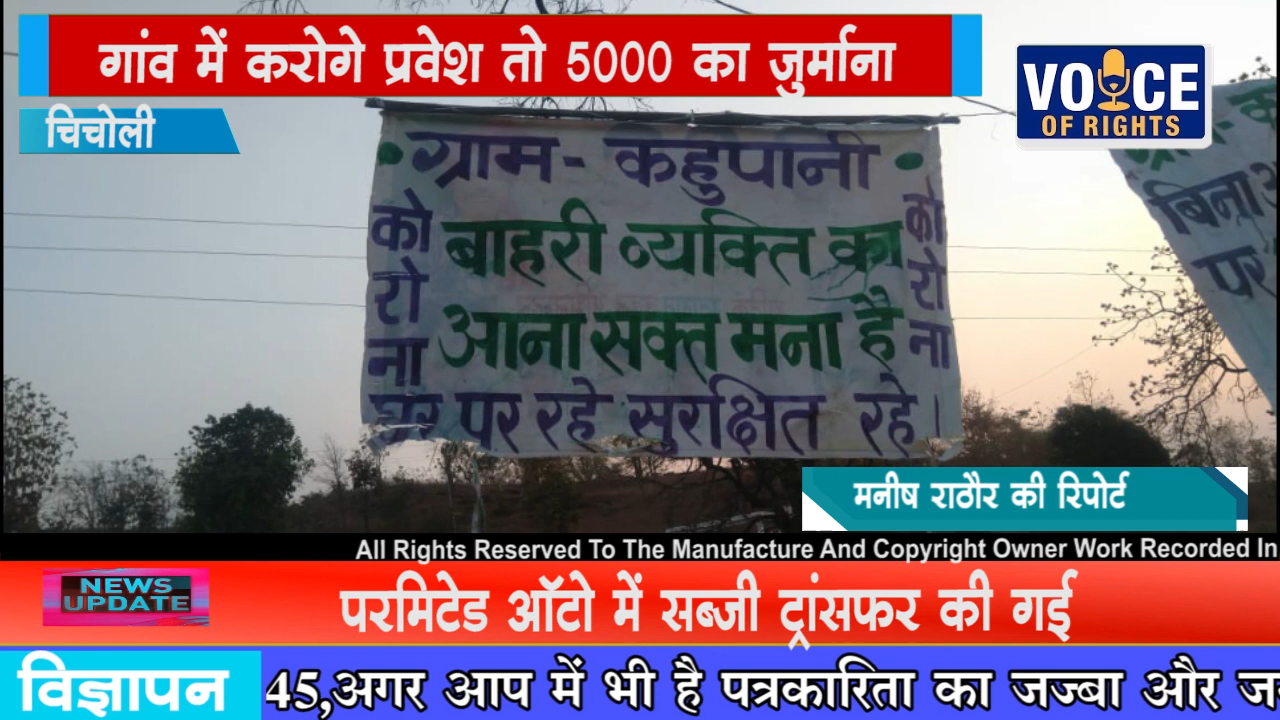 गांव में करोगे प्रवेश तो 5000 का जुर्माना
चिचोली
VOICE
OF RIGHTS
ग्राम - कहुपानी
कोरोना
बाहरी व्यक्ति का
आना सक्त मना है
कोरोना
घर पर रहे सुरक्षित रहे।
बिना
पर
मनीष राठौर की रिपोर्ट
All Rights Reserved To The Manufacture And Copyright Owner Work Recorded In
NEWS
UPDATE
परमिटेड ऑटो में सब्जी ट्रांसफर की गई
विज्ञापन
45,अगर आप में भी है पत्रकारिता का जज्बा और